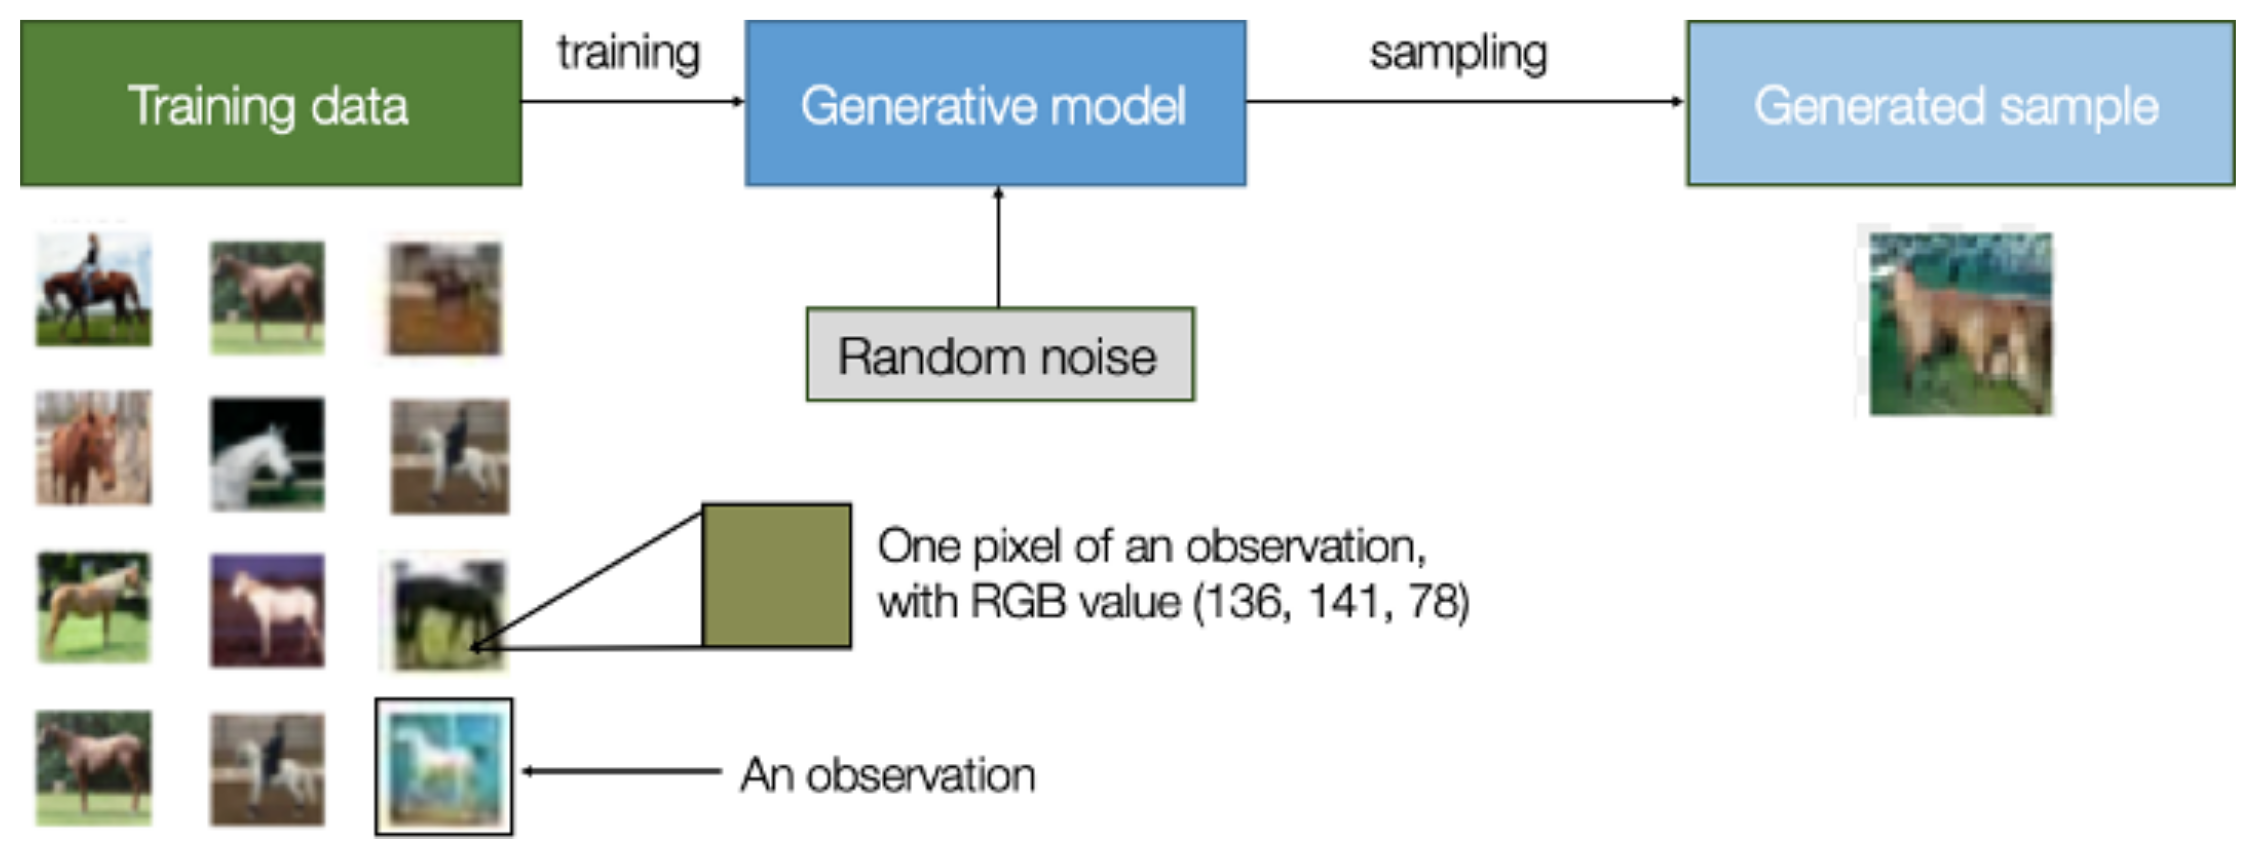 Training data
training
Generative model
sampling
Generated sample
Random noise
One pixel of an observation,
with RGB value (136, 141, 78)
An observation